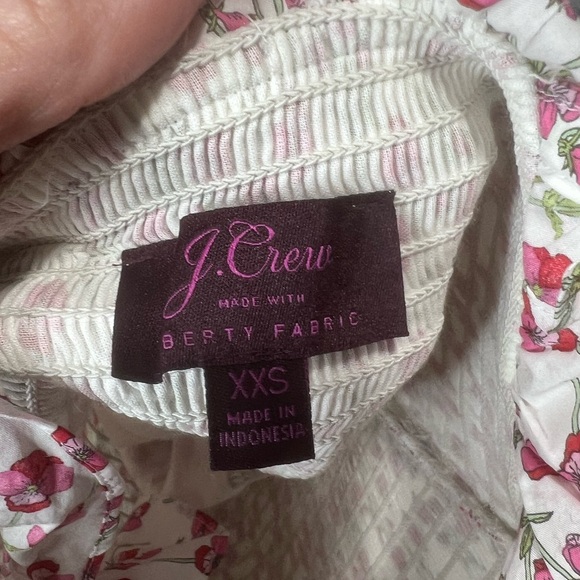 J.Crew
MADE WITH
BERTY FABRIC
XXS
MADE IN
INDONESIA